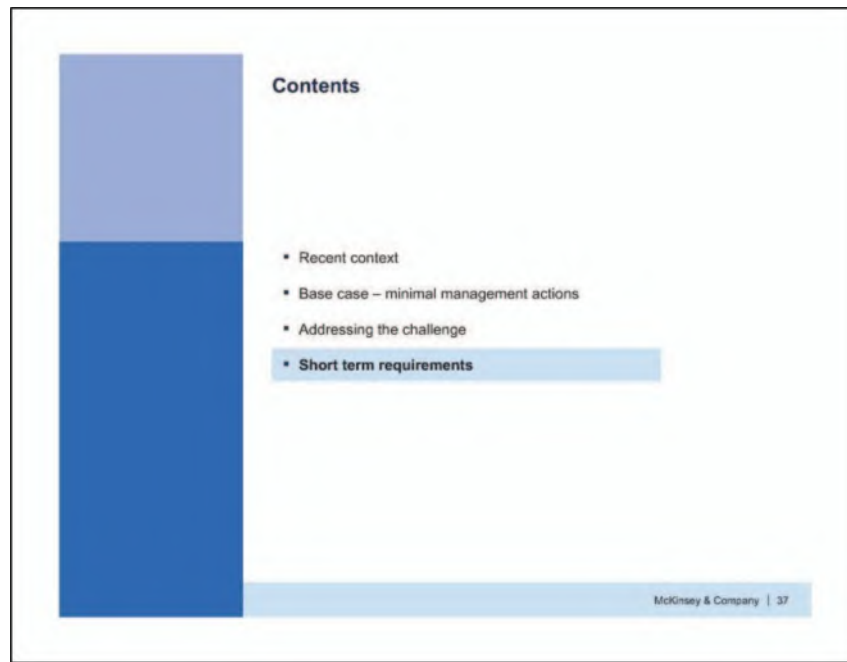 Contents
▪ Recent context
▪ Base case – minimal management actions
▪ Addressing the challenge
▪ Short term requirements
McKinsey & Company | 37